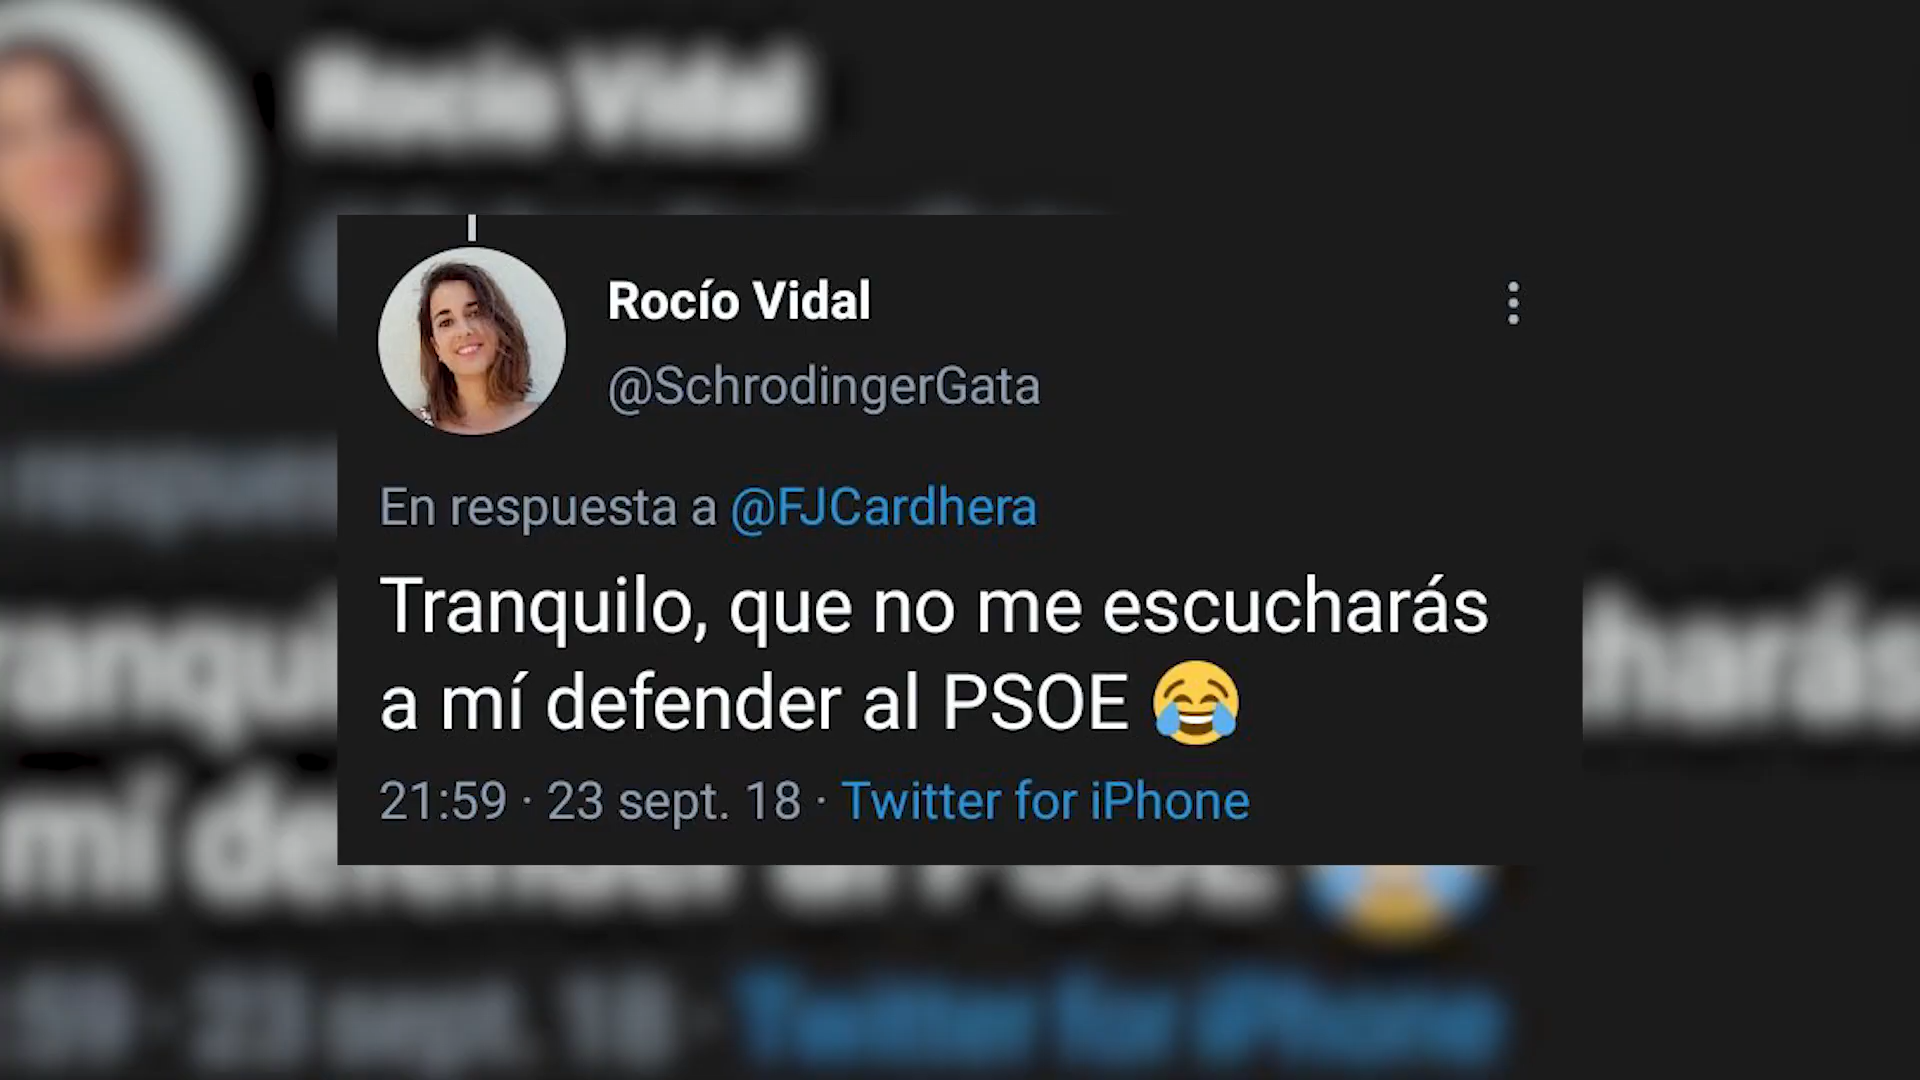 Rocío Vidal
@SchrodingerGata
En respuesta a @FJCardhera
Tranquilo, que no me escucharás
a mí defender al PSOE 😂
21:59 · 23 sept. 18 · Twitter for iPhone